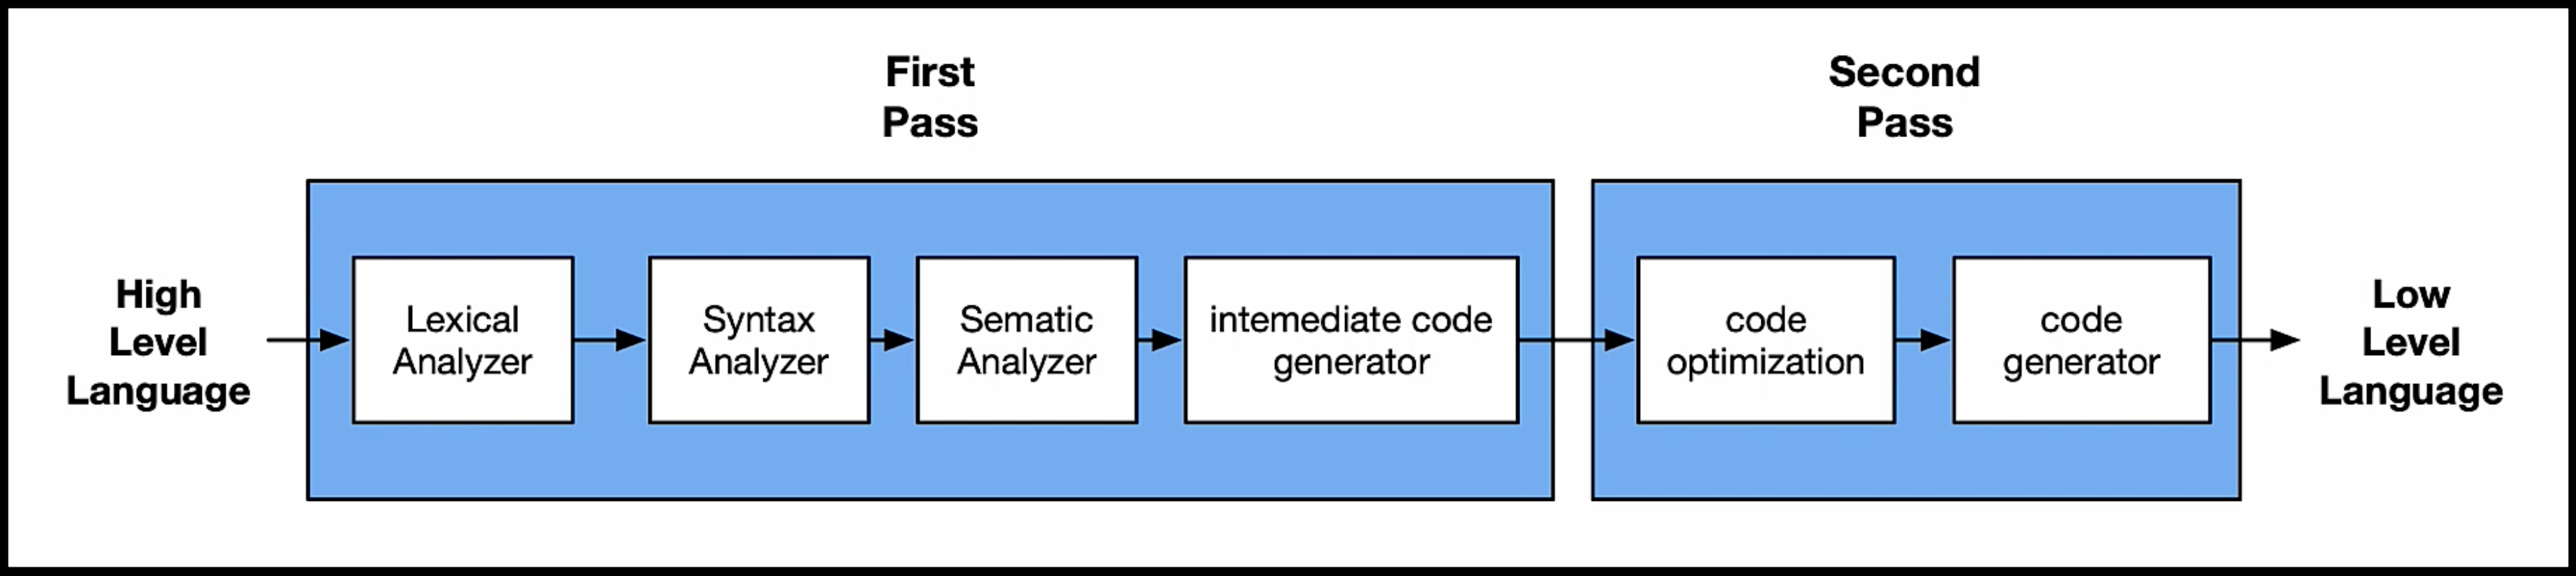 First
Pass
Second
Pass
High
Level
Language
Lexical
Analyzer
Syntax
Analyzer
Sematic
Analyzer
intemediate code
generator
code
optimization
code
generator
Low
Level
Language